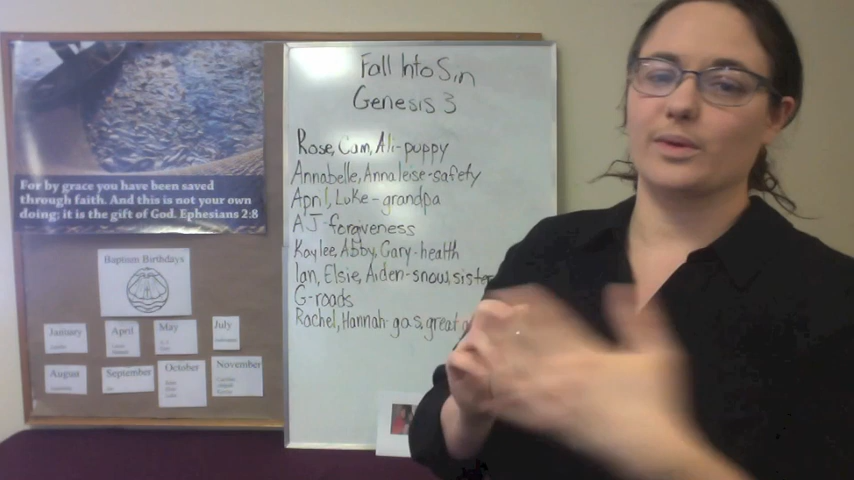 For by grace you have been saved
through faith. And this is not your own
doing; it is the gift of God. Ephesians 2:8
Baptism Birthdays
January
April
May
July
August
September
October
November
Fall Into Sin
Genesis 3
Rose, Cam, Ali-puppy
Annabelle, Annaleise-safety
April, Luke-grandpa
AJ-forgiveness
Kaylee, Abby, Gary-health
Ian, Elsie, Aiden-snow, sister
G-roads
Rachel, Hannah-gas, great